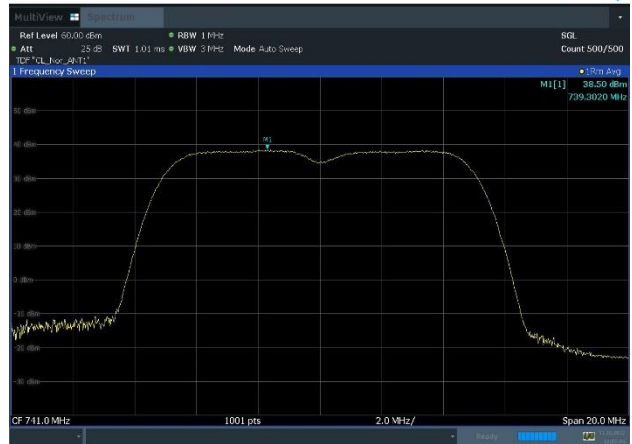 MultiView Spectrum
Ref Level 60.00 dBm RBW 1 MHz SGL
Att 25 dB SWT 1.01 ms VBW 3 MHz Mode Auto Sweep Count 500/500
TDF "CL_Nor_ANT1"
1 Frequency Sweep 1Rm Avg
M1[1] 38.50 dBm
739.3020 MHz
50 dBm
M1
40 dBm
30 dBm
20 dBm
10 dBm
0 dBm
-10 dBm
-20 dBm
-30 dBm
CF 741.0 MHz 1001 pts 2.0 MHz/ Span 20.0 MHz
Ready